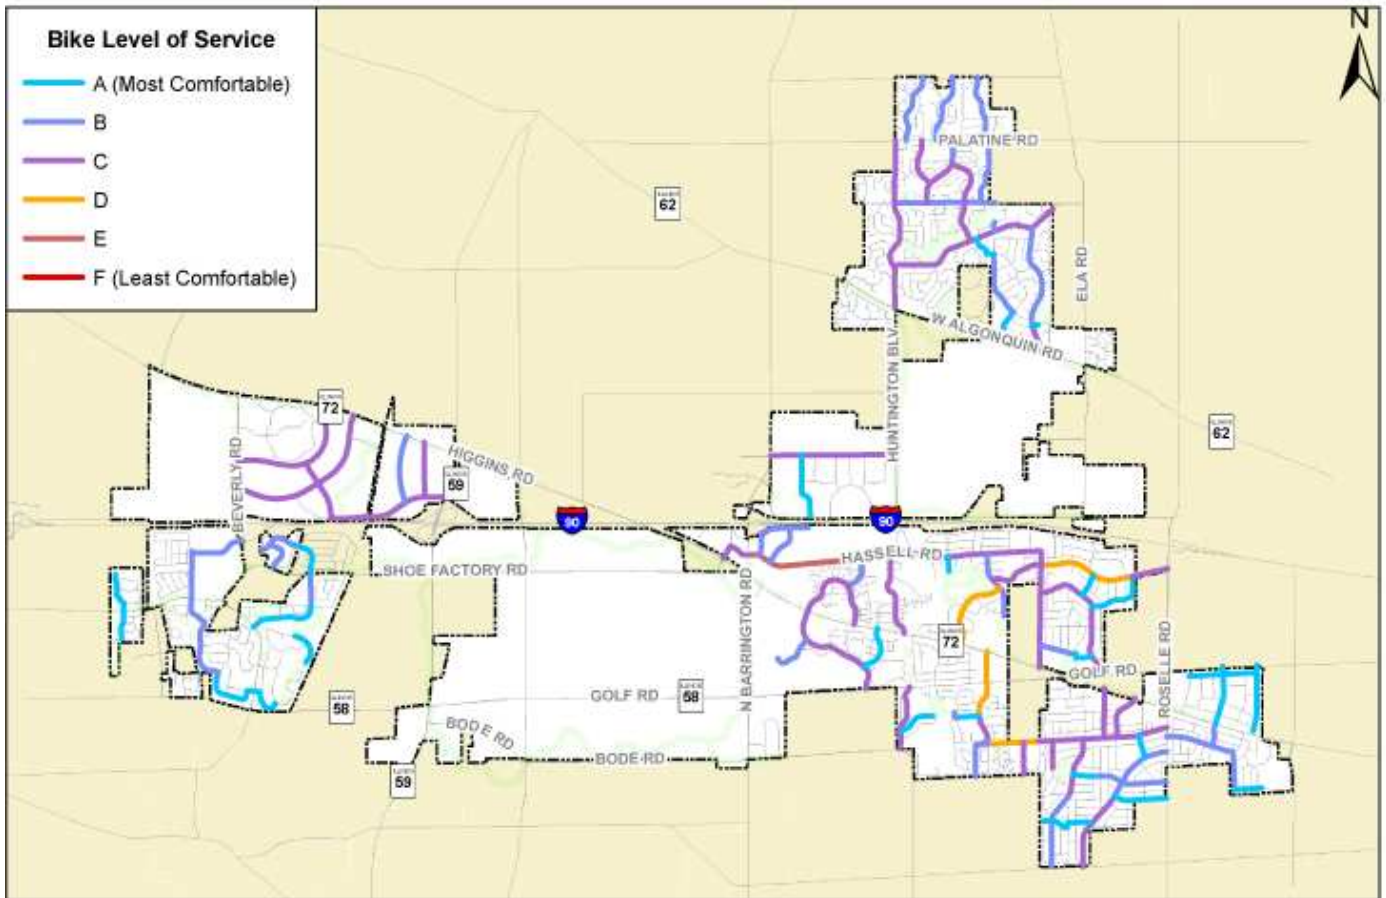 Bike Level of Service
A (Most Comfortable)
B
C
D
E
F (Least Comfortable)
N
PALATINE RD
62
ELA RD
W ALGONQUIN RD
HUNTINGTON BLV
72
62
BEVERLY RD
HIGGINS RD
59
90
90
HASSELL RD
SHOE FACTORY RD
N BARRINGTON RD
72
ROSELLE RD
GOLF RD
58
GOLF RD
58
BODE RD
BODE RD
59